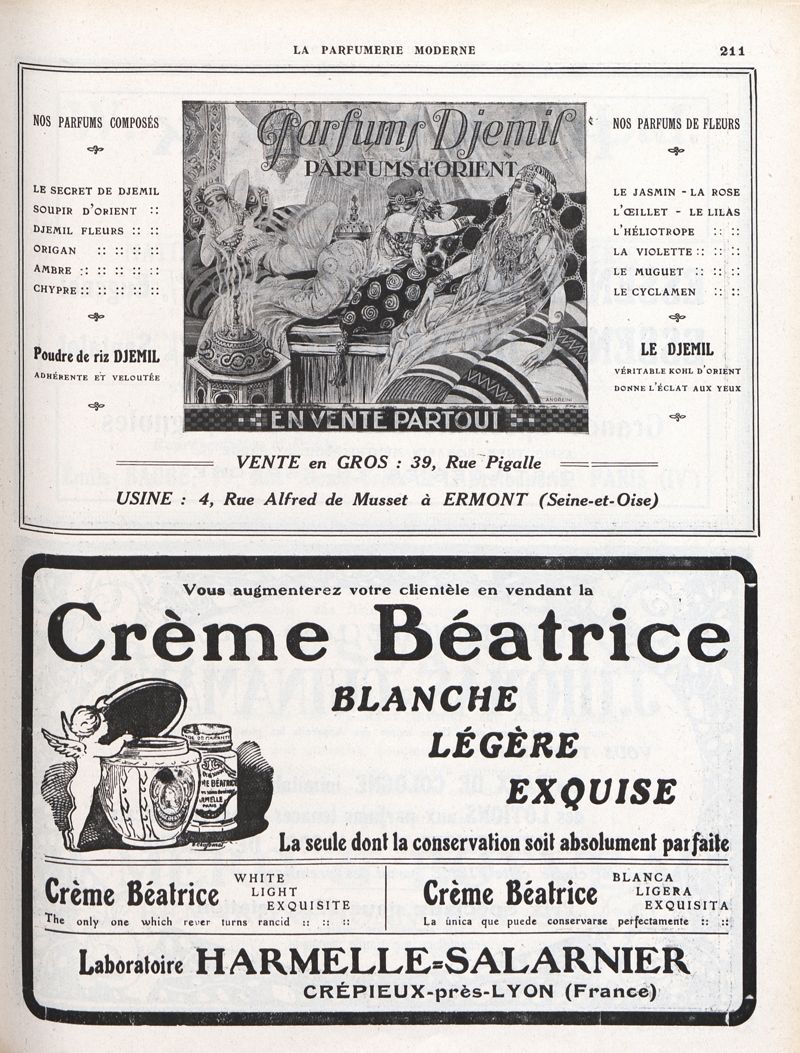 LA PARFUMERIE MODERNE
211
NOS PARFUMS COMPOSÉS
LE SECRET DE DJEMIL
SOUPIR D'ORIENT ::
DJEMIL FLEURS :: ::
ORIGAN :: :: :: ::
AMBRE :: :: :: :: ::
CHYPRE :: :: :: :: ::
Poudre de riz DJEMIL
ADHÉRENTE ET VELOUTÉE
Parfums Djemil
PARFUMS d'ORIENT
ANDREINI
EN VENTE PARTOUT
NOS PARFUMS DE FLEURS
LE JASMIN - LA ROSE
L'ŒILLET - LE LILAS
L'HÉLIOTROPE :: ::
LA VIOLETTE :: :: ::
LE MUGUET :: :: ::
LE CYCLAMEN :: ::
LE DJEMIL
VÉRITABLE KOHL D'ORIENT
DONNE L'ÉCLAT AUX YEUX
VENTE en GROS : 39, Rue Pigalle
USINE : 4, Rue Alfred de Musset à ERMONT (Seine-et-Oise)
Vous augmenterez votre clientèle en vendant la
Crème Béatrice
BLANCHE
LÉGÈRE
EXQUISE
ME BÉATRICE
PARIS
La seule dont la conservation soit absolument parfaite
Crème Béatrice
WHITE
LIGHT
EXQUISITE
The only one which rever turns rancid :: :: ::
Crème Béatrice
BLANCA
LIGERA
EXQUISITA
La única que puede conservarse perfectamente :: ::
Laboratoire HARMELLE=SALARNIER
CRÉPIEUX-près-LYON (France)